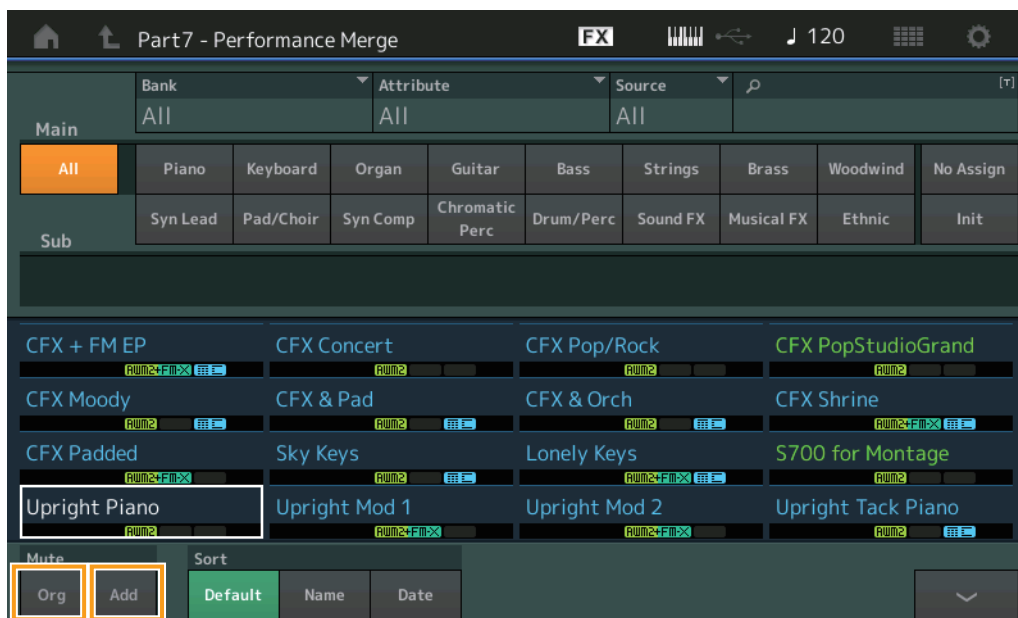 Part7 - Performance Merge FX ♩ 120
Bank Attribute Source [T]
Main All All All
All Piano Keyboard Organ Guitar Bass Strings Brass Woodwind No Assign
Sub Syn Lead Pad/Choir Syn Comp Chromatic Perc Drum/Perc Sound FX Musical FX Ethnic Init
CFX + FM EP CFX Concert CFX Pop/Rock CFX PopStudioGrand
AWM2+FM-X AWM2 AWM2 AWM2
CFX Moody CFX & Pad CFX & Orch CFX Shrine
AWM2 AWM2 AWM2 AWM2+FM-X
CFX Padded Sky Keys Lonely Keys S700 for Montage
AWM2+FM-X AWM2 AWM2+FM-X AWM2
Upright Piano Upright Mod 1 Upright Mod 2 Upright Tack Piano
AWM2 AWM2+FM-X AWM2+FM-X AWM2
Mute Sort
Org Add Default Name Date